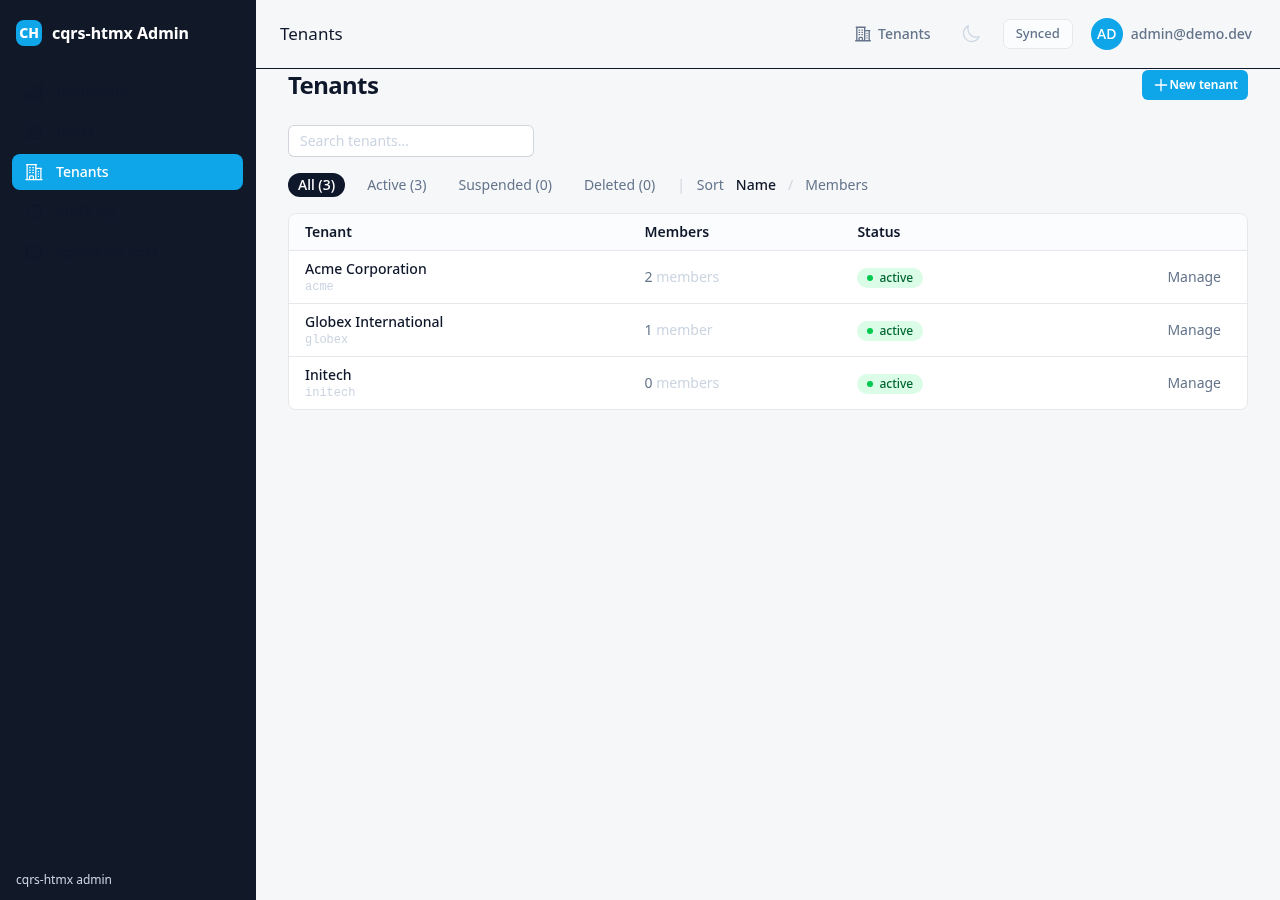 CH cqrs-htmx Admin
Tenants
cqrs-htmx admin
Tenants
Tenants
Synced
AD admin@demo.dev
Tenants
New tenant
Search tenants...
All (3) Active (3) Suspended (0) Deleted (0) | Sort Name / Members
Tenant Members Status
Acme Corporation
acme
2 members active Manage
Globex International
globex
1 member active Manage
Initech
initech
0 members active Manage